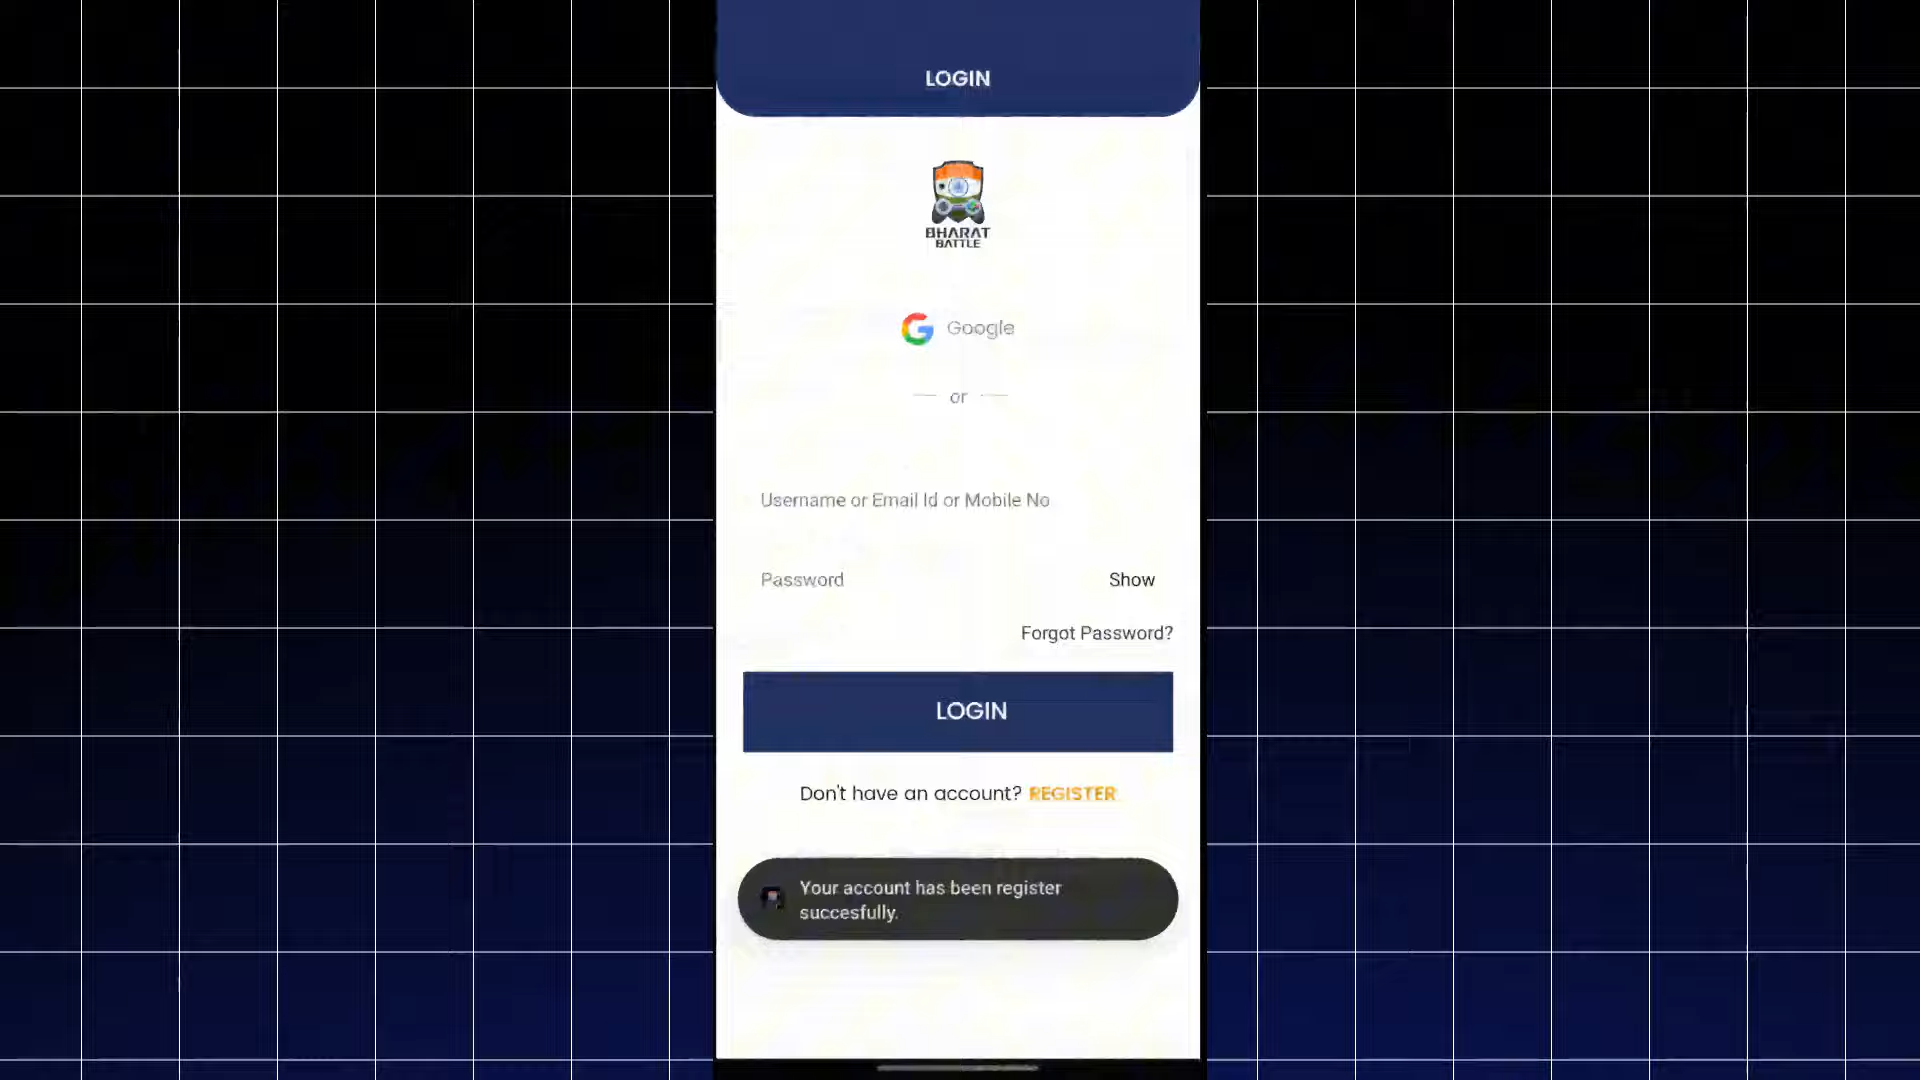 LOGIN
BHARAT
BATTLE
Google
or
Username or Email Id or Mobile No
Password Show
Forgot Password?
LOGIN
Don't have an account? REGISTER
Your account has been register
succesfully.